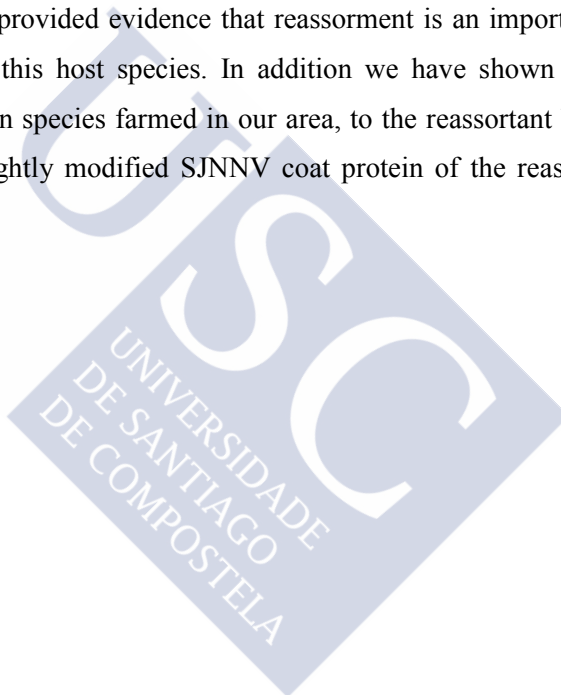 provided evidence that reassorment is an import
this host species. In addition we have shown
n species farmed in our area, to the reassortant
ghtly modified SJNNV coat protein of the reas
USC
UNIVERSIDADE
DE SANTIAGO
DE COMPOSTELA